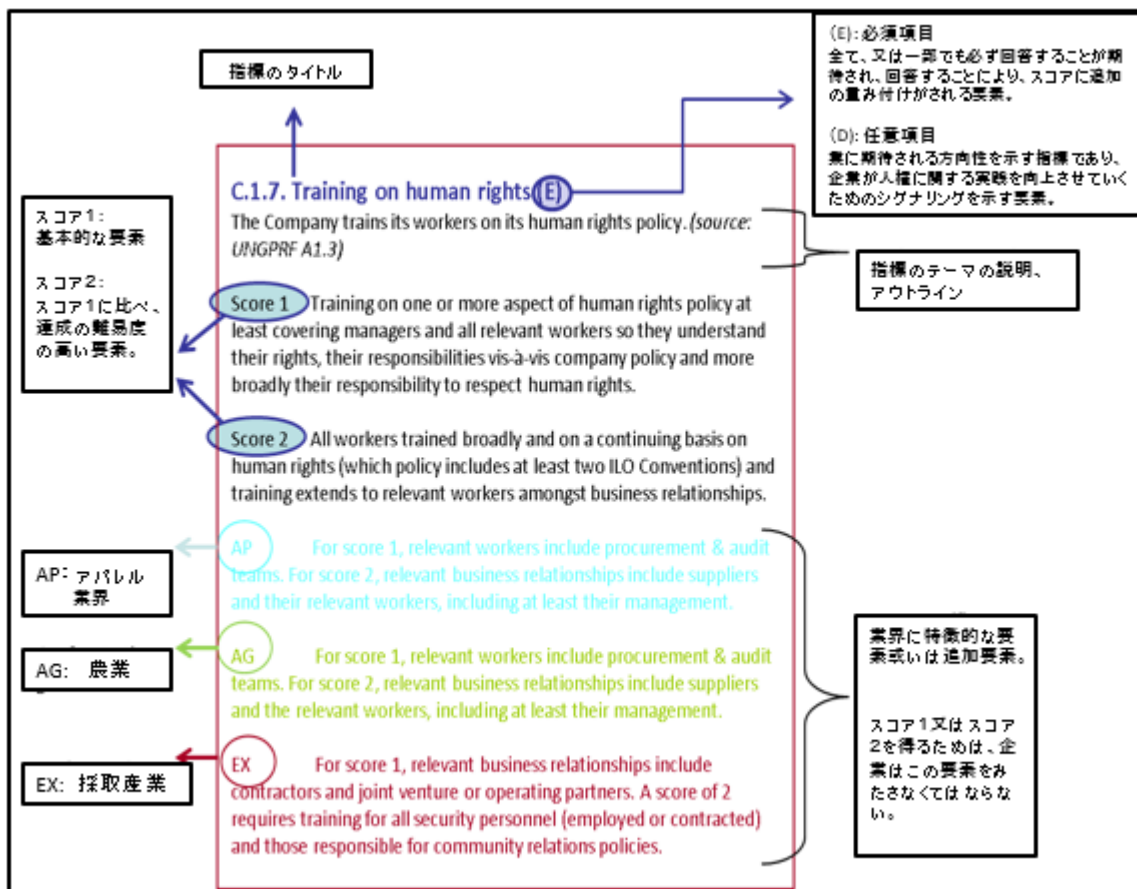 指標のタイトル
(E): 必須項目
全て、又は一部でも必ず回答することが期
待され、回答することにより、スコアに追加
の重み付けがされる要素。
(D): 任意項目
業に期待される方向性を示す指標であり、
企業が人権に関する実践を向上させていく
ためのシグナリングを示す要素。
C.1.7. Training on human rights (E)
The Company trains its workers on its human rights policy. (source:
UNGPRF A1.3)
指標のテーマの説明、
アウトライン
スコア1:
基本的な要素
スコア2:
スコア1に比べ、
達成の難易度
の高い要素。
Score 1 Training on one or more aspect of human rights policy at
least covering managers and all relevant workers so they understand
their rights, their responsibilities vis-à-vis company policy and more
broadly their responsibility to respect human rights.
Score 2 All workers trained broadly and on a continuing basis on
human rights (which policy includes at least two ILO Conventions) and
training extends to relevant workers amongst business relationships.
AP: アパレル
業界
AP For score 1, relevant workers include procurement & audit
teams. For score 2, relevant business relationships include suppliers
and their relevant workers, including at least their management.
AG: 農業
AG For score 1, relevant workers include procurement & audit
teams. For score 2, relevant business relationships include suppliers
and the relevant workers, including at least their management.
EX: 採取産業
EX For score 1, relevant business relationships include
contractors and joint venture or operating partners. A score of 2
requires training for all security personnel (employed or contracted)
and those responsible for community relations policies.
業界に特徴的な要
素或いは追加要素。
スコア1又はスコア
2を得るためは、企
業はこの要素をみ
たさなくてはならな
い。